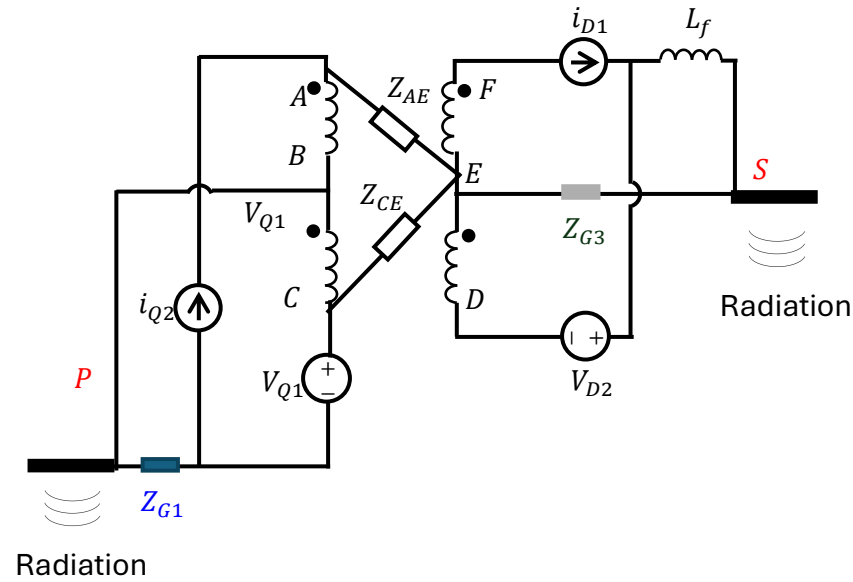 i_{D1}
L_f
A
Z_{AE}
F
B
E
S
Z_{CE}
V_{Q1}
Z_{G3}
C
D
i_{Q2}
Radiation
P
V_{Q1}
+
−
− +
V_{D2}
Z_{G1}
Radiation